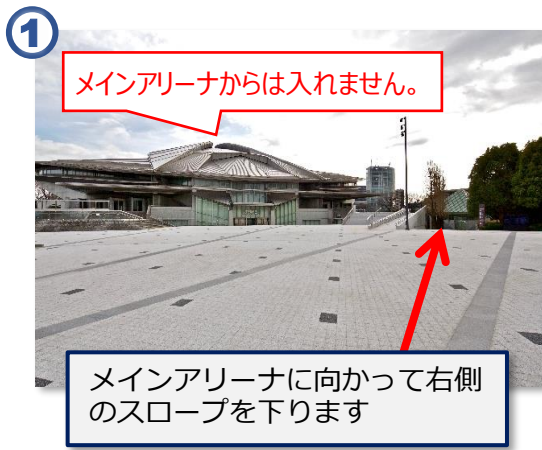 1
メインアリーナからは入れません。
メインアリーナに向かって右側
のスロープを下ります